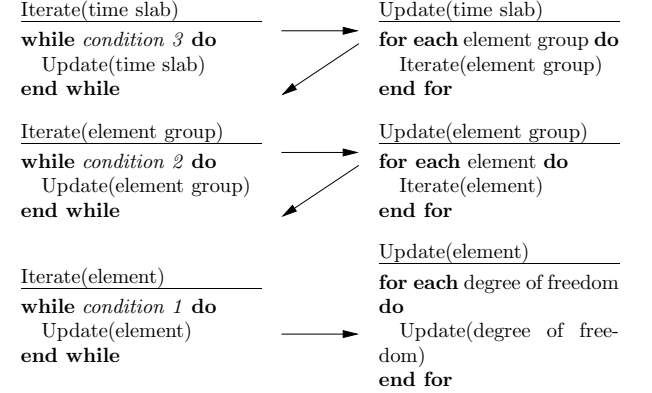 Iterate(time slab)
while condition 3 do
Update(time slab)
end while
Update(time slab)
for each element group do
Iterate(element group)
end for
Iterate(element group)
while condition 2 do
Update(element group)
end while
Update(element group)
for each element do
Iterate(element)
end for
Iterate(element)
while condition 1 do
Update(element)
end while
Update(element)
for each degree of freedom
do
Update(degree of free-
dom)
end for